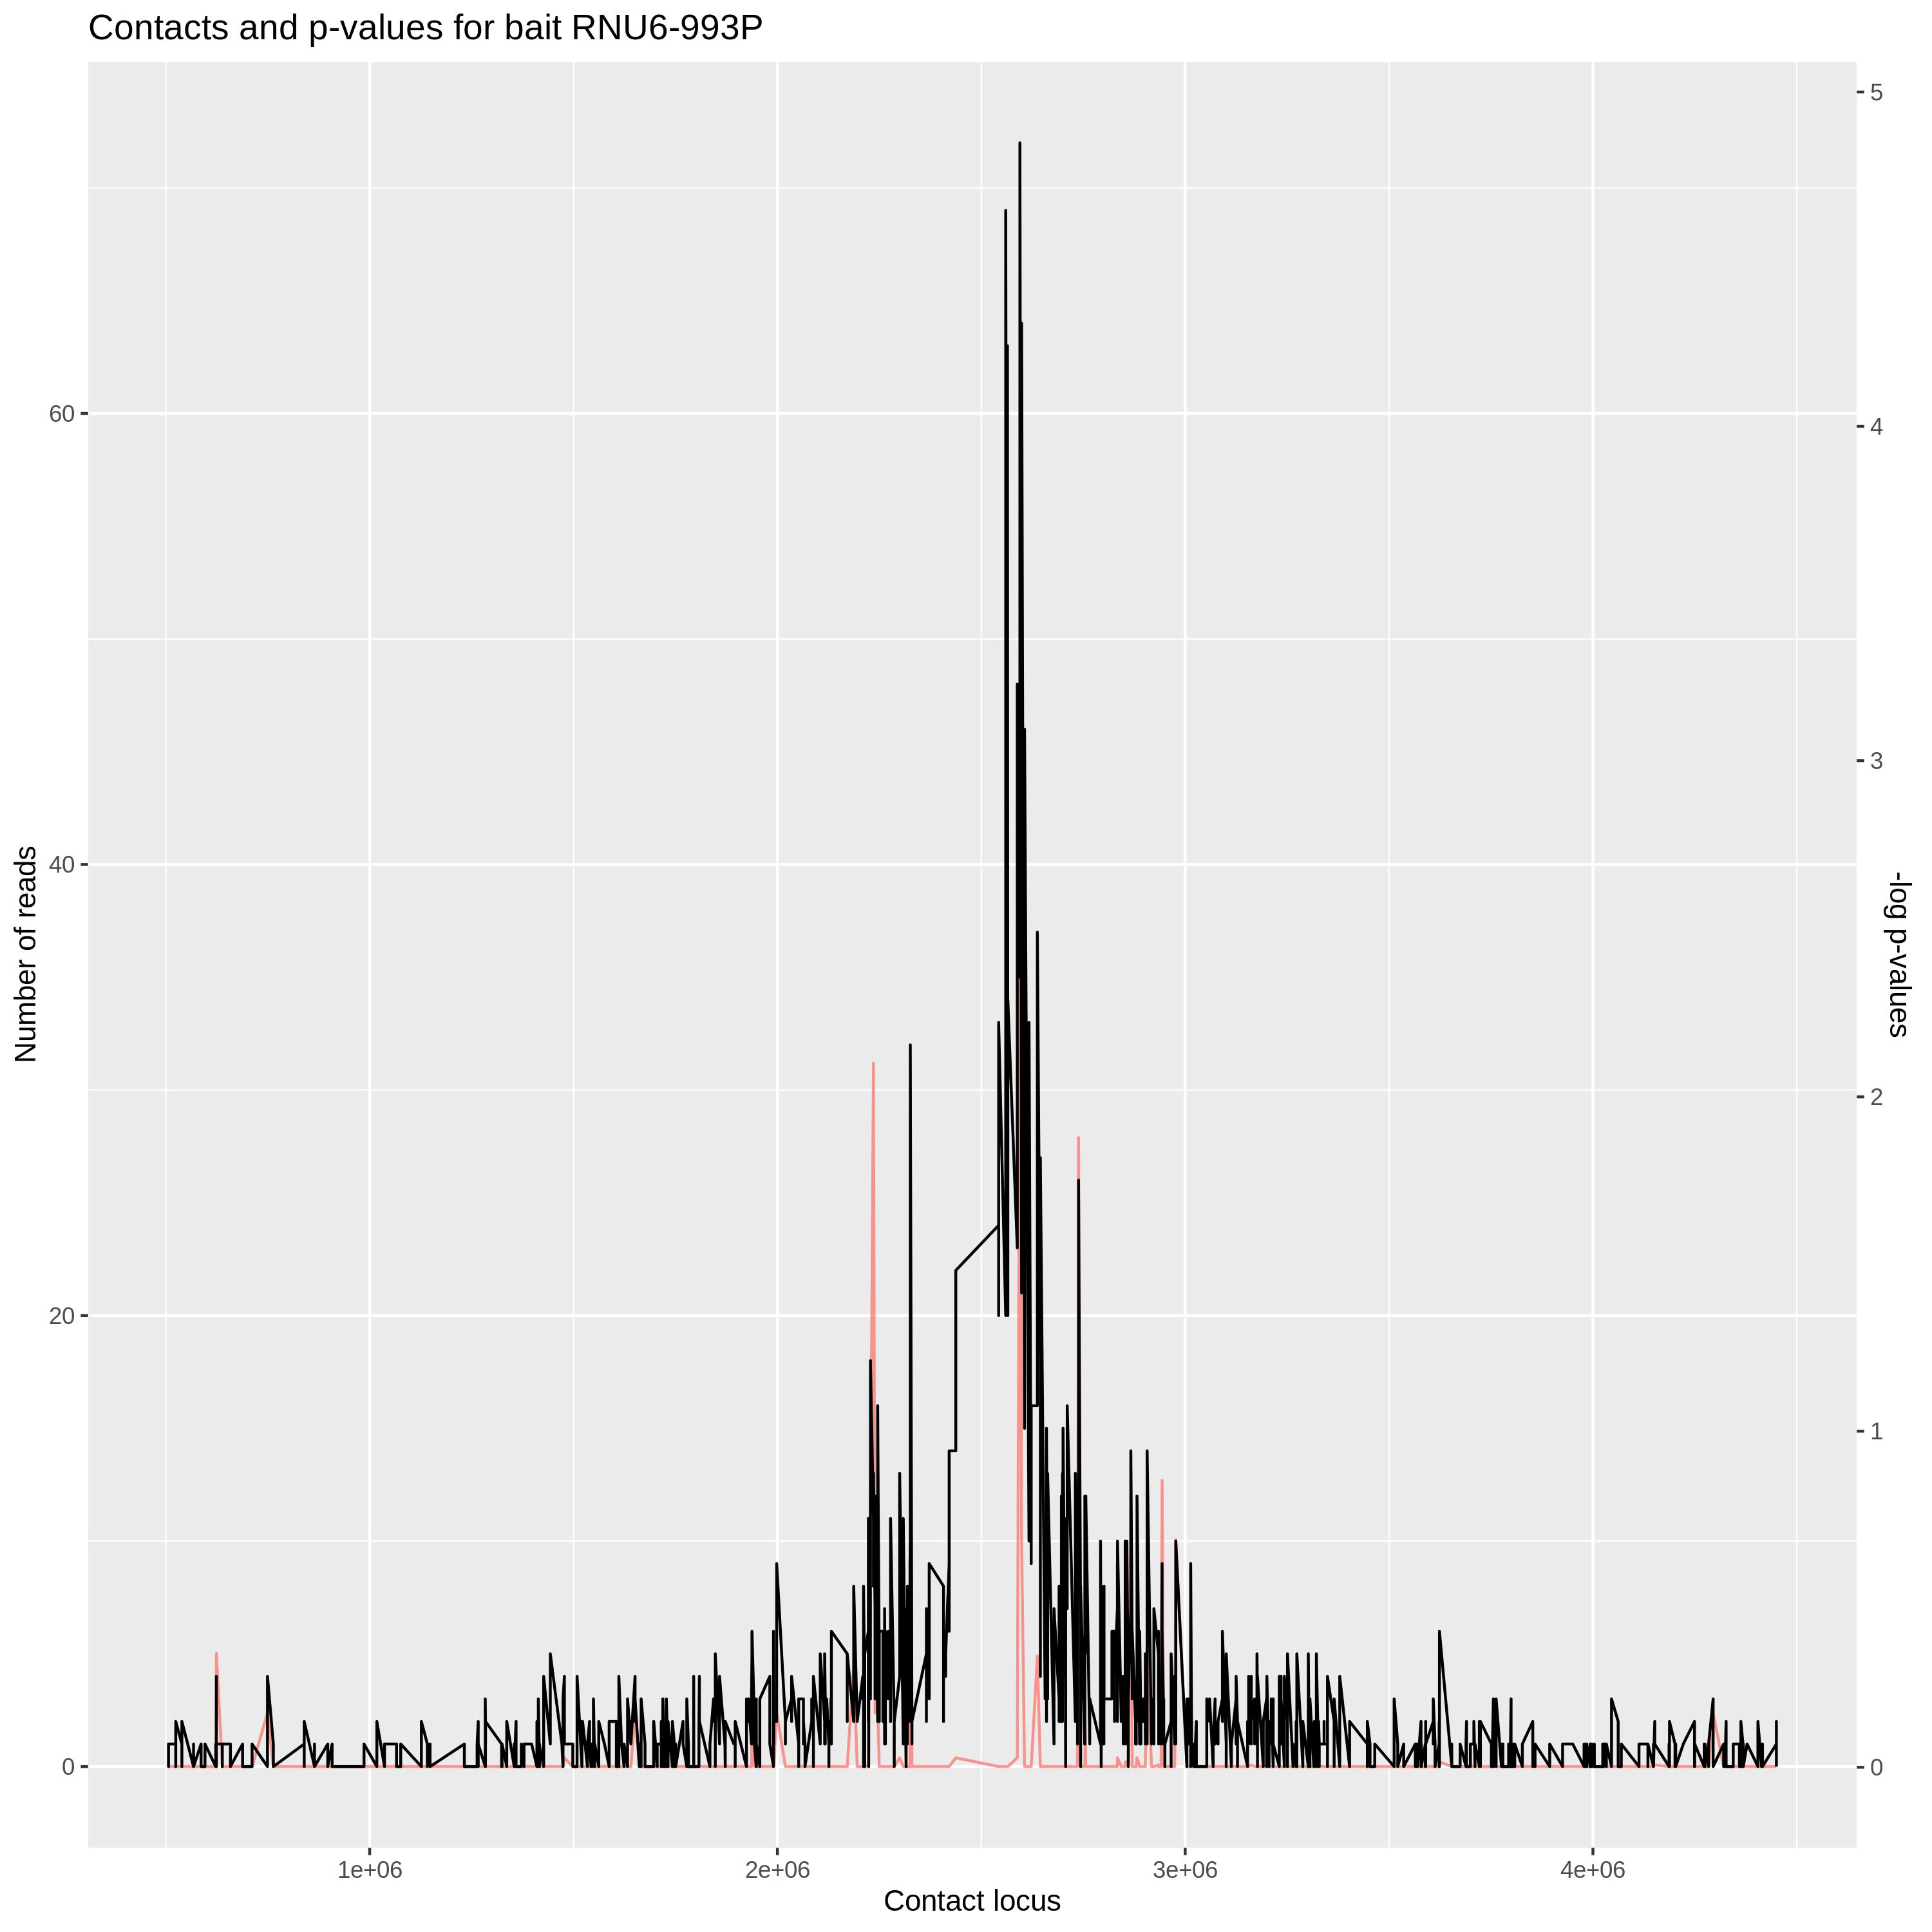 Contacts and p-values for bait RNU6-993P
Number of reads
60
40
20
0
5
4
3
2
1
0
-log p-values
1e+06
2e+06
3e+06
4e+06
Contact locus